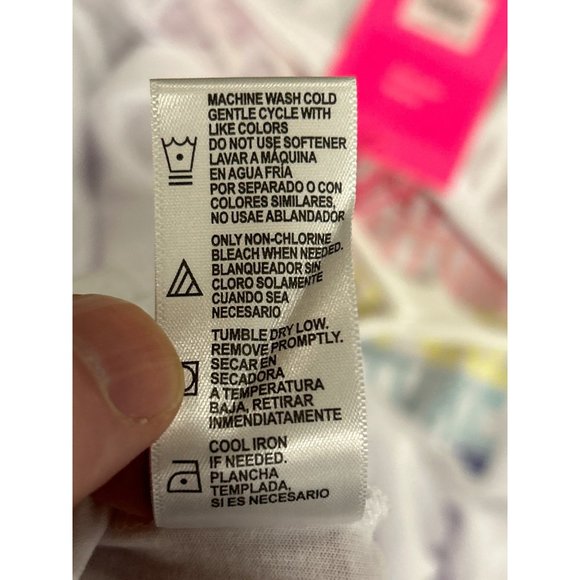 MACHINE WASH COLD
GENTLE CYCLE WITH
LIKE COLORS
DO NOT USE SOFTENER
LAVAR A MÁQUINA
EN AGUA FRÍA
POR SEPARADO O CON
COLORES SIMILARES,
NO USAE ABLANDADOR
ONLY NON-CHLORINE
BLEACH WHEN NEEDED.
BLANQUEADOR SIN
CLORO SOLAMENTE
CUANDO SEA
NECESARIO
TUMBLE DRY LOW.
REMOVE PROMPTLY.
SECAR EN
SECADORA
A TEMPERATURA
BAJA, RETIRAR
INMENDIATAMENTE
COOL IRON
IF NEEDED.
PLANCHA
TEMPLADA,
SI ES NECESARIO